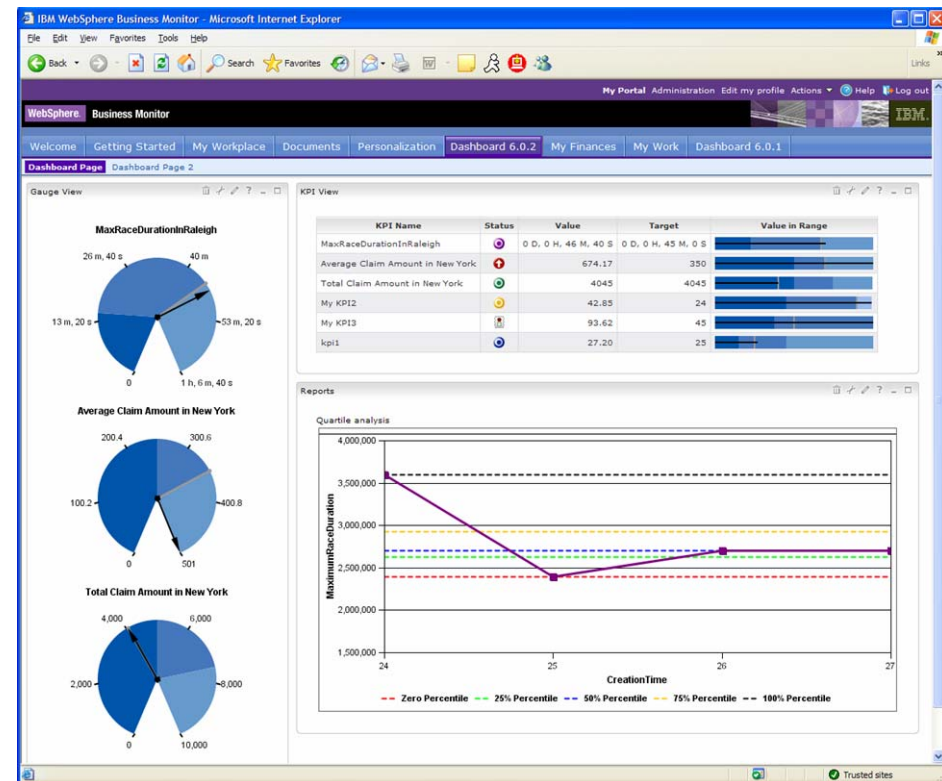 IBM WebSphere Business Monitor - Microsoft Internet Explorer
File Edit View Favorites Tools Help
Back Search Favorites Links
My Portal Administration Edit my profile Actions Help Log out
WebSphere. Business Monitor IBM.
Welcome Getting Started My Workplace Documents Personalization Dashboard 6.0.2 My Finances My Work Dashboard 6.0.1
Dashboard Page Dashboard Page 2
Gauge View
MaxRaceDurationInRaleigh
26 m, 40 s 40 m
13 m, 20 s 53 m, 20 s
0 1 h, 6 m, 40 s
Average Claim Amount in New York
200.4 300.6
100.2 400.8
0 501
Total Claim Amount in New York
4,000 6,000
2,000 8,000
0 10,000
KPI View
KPI Name Status Value Target Value in Range
MaxRaceDurationInRaleigh 0 D, 0 H, 46 M, 40 S 0 D, 0 H, 45 M, 0 S
Average Claim Amount in New York 674.17 350
Total Claim Amount in New York 4045 4045
My KPI2 42.85 24
My KPI3 93.62 45
kpi1 27.20 25
Reports
Quartile analysis
4,000,000
3,500,000
3,000,000
2,500,000
2,000,000
1,500,000
MaximumRaceDuration
24 25 26 27
CreationTime
Zero Percentile 25% Percentile 50% Percentile 75% Percentile 100% Percentile
Trusted sites